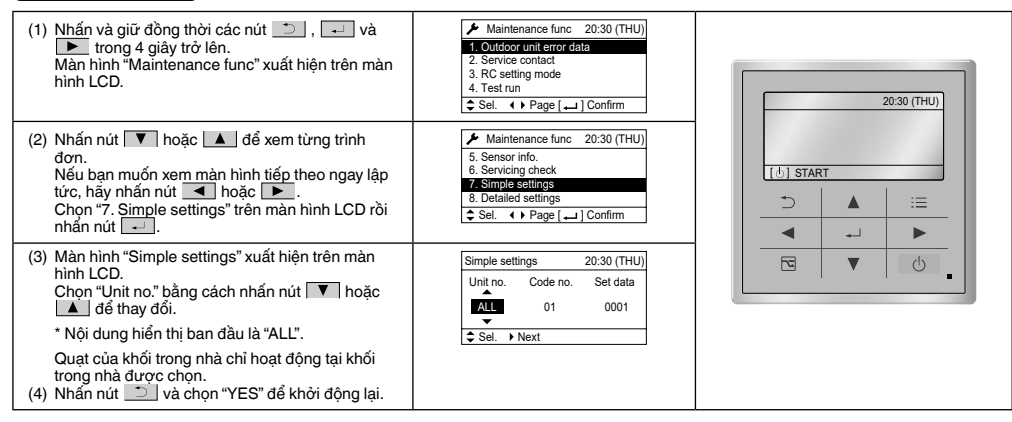 (1) Nhấn và giữ đồng thời các nút , và
trong 4 giây trở lên.
Màn hình “Maintenance func” xuất hiện trên màn
hình LCD.
Maintenance func 20:30 (THU)
1. Outdoor unit error data
2. Service contact
3. RC setting mode
4. Test run
Sel. Page [ ] Confirm
(2) Nhấn nút hoặc để xem từng trình
đơn.
Nếu bạn muốn xem màn hình tiếp theo ngay lập
tức, hãy nhấn nút hoặc .
Chọn “7. Simple settings” trên màn hình LCD rồi
nhấn nút .
Maintenance func 20:30 (THU)
5. Sensor info.
6. Servicing check
7. Simple settings
8. Detailed settings
Sel. Page [ ] Confirm
(3) Màn hình “Simple settings” xuất hiện trên màn
hình LCD.
Chọn “Unit no.” bằng cách nhấn nút hoặc
để thay đổi.
* Nội dung hiển thị ban đầu là “ALL”.
Quạt của khối trong nhà chỉ hoạt động tại khối
trong nhà được chọn.
(4) Nhấn nút và chọn “YES” để khởi động lại.
Simple settings 20:30 (THU)
Unit no. Code no. Set data
ALL 01 0001
Sel. Next
20:30 (THU)
[ ] START